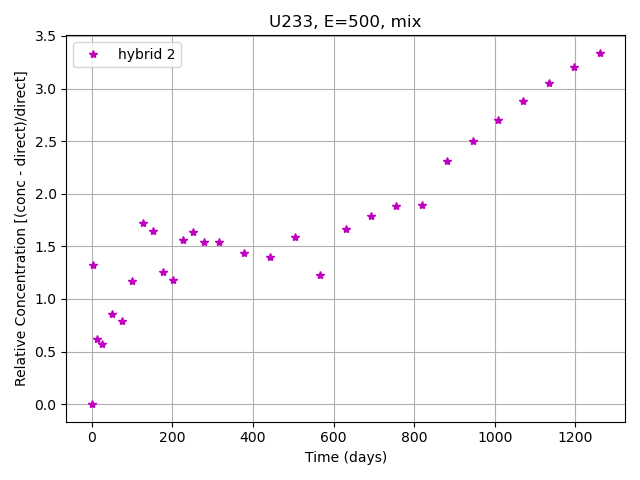 U233, E=500, mix
hybrid 2
Relative Concentration [(conc - direct)/direct]
3.5
3.0
2.5
2.0
1.5
1.0
0.5
0.0
0 200 400 600 800 1000 1200
Time (days)